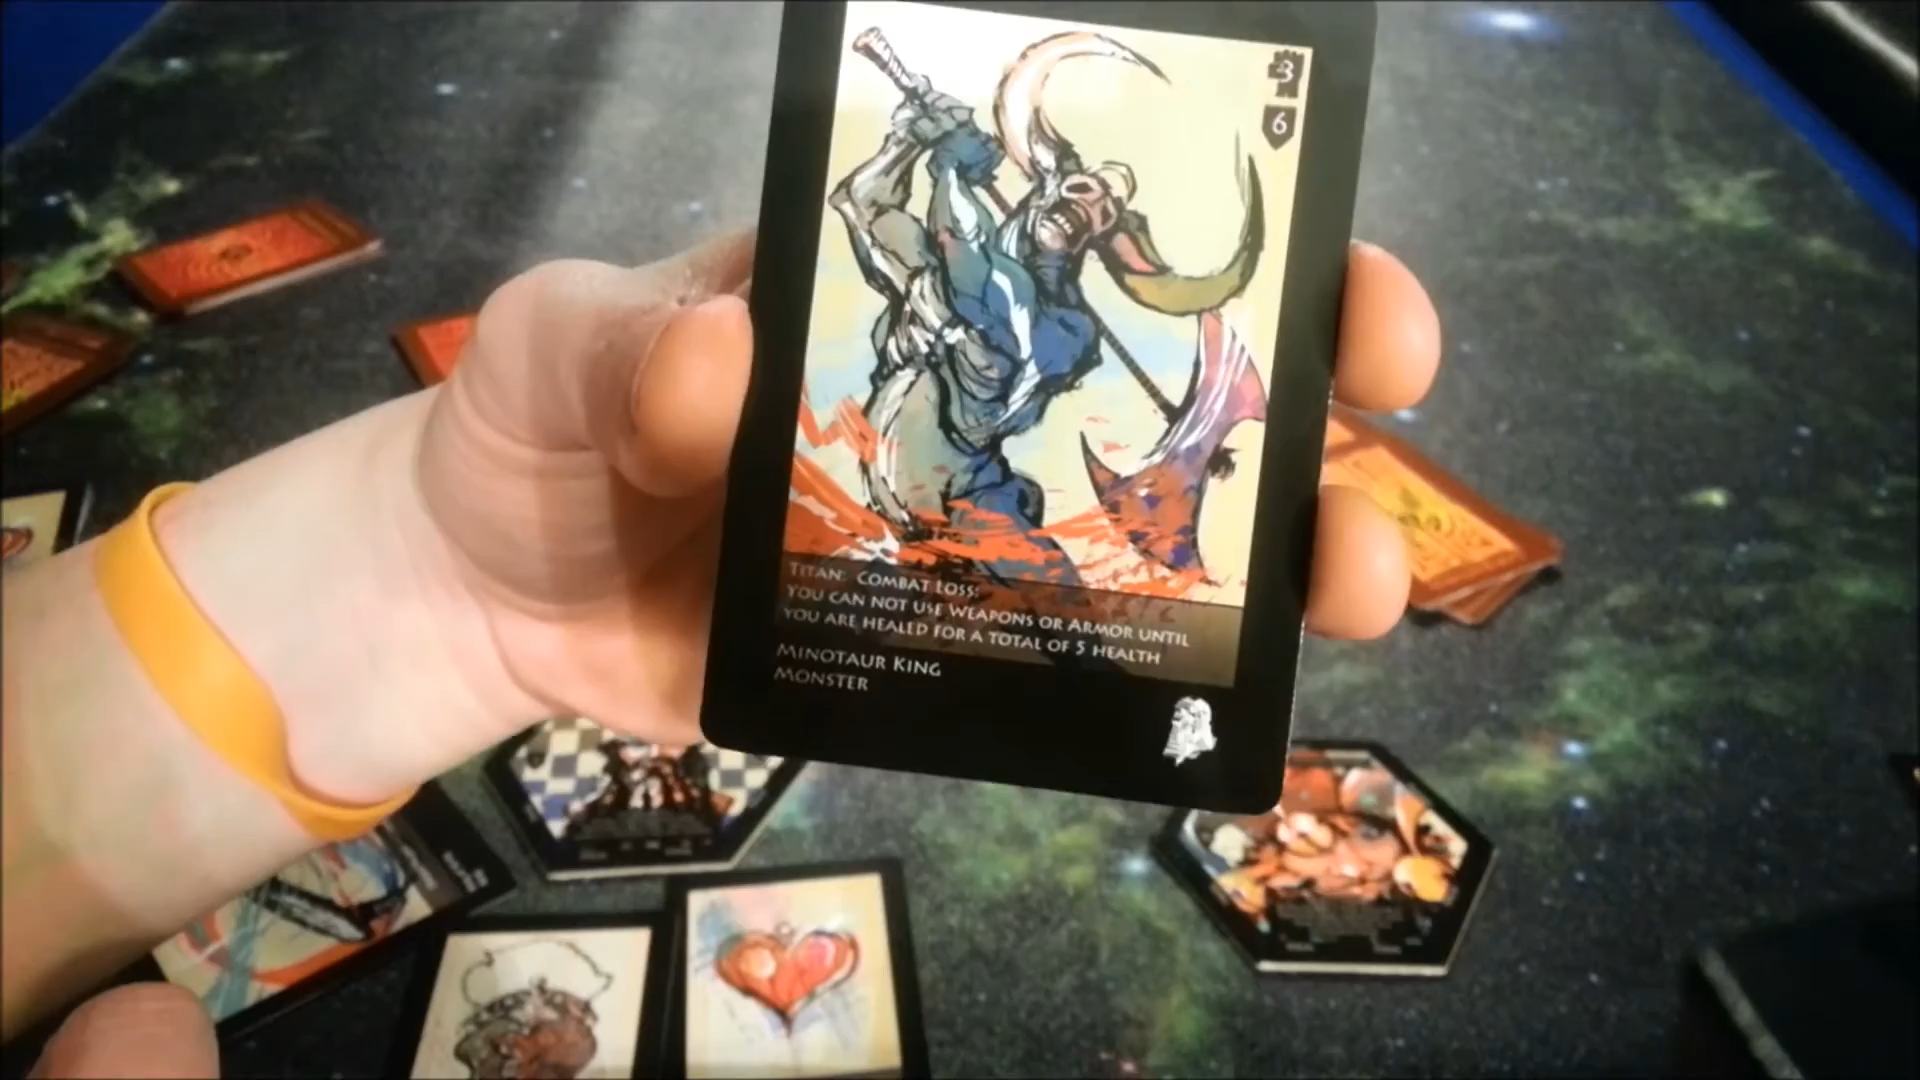 3
6
Titan: Combat Loss:
You can not use Weapons or Armor until
you are healed for a total of 5 health
Minotaur King
Monster